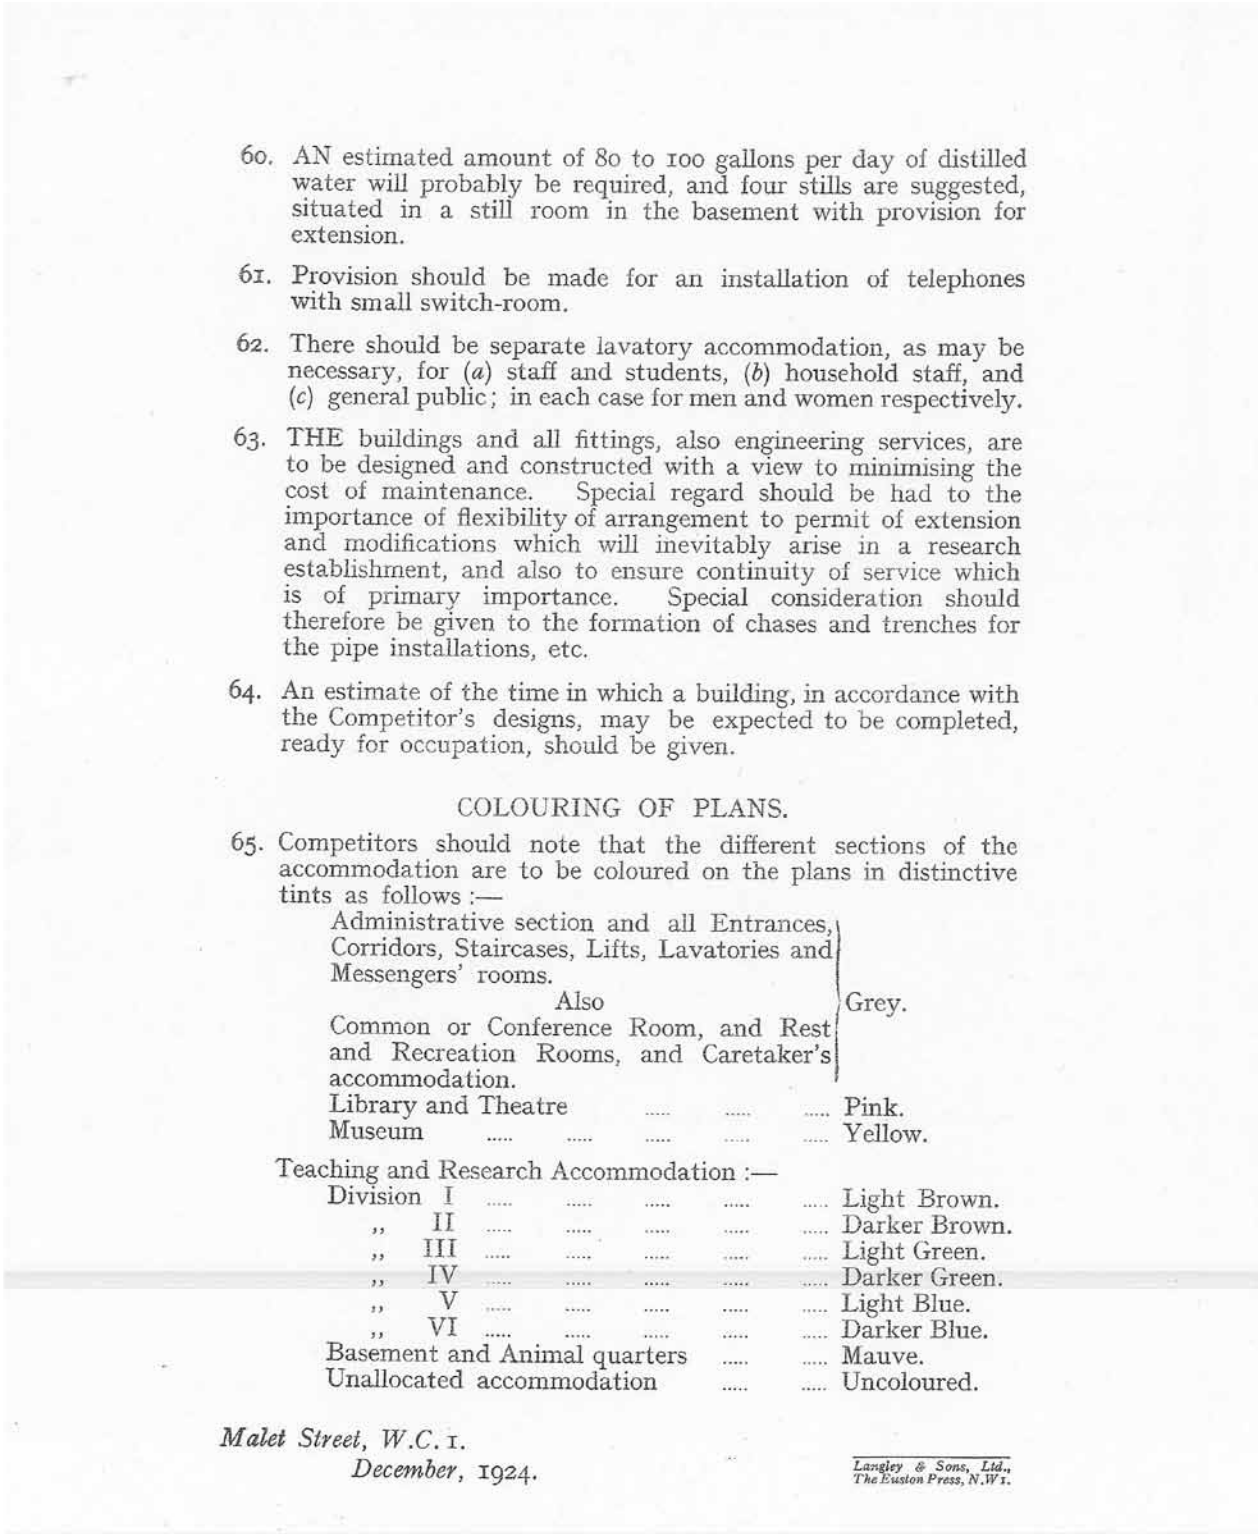 60. AN estimated amount of 80 to 100 gallons per day of distilled
water will probably be required, and four stills are suggested,
situated in a still room in the basement with provision for
extension.
61. Provision should be made for an installation of telephones
with small switch-room.
62. There should be separate lavatory accommodation, as may be
necessary, for (a) staff and students, (b) household staff, and
(c) general public; in each case for men and women respectively.
63. THE buildings and all fittings, also engineering services, are
to be designed and constructed with a view to minimising the
cost of maintenance. Special regard should be had to the
importance of flexibility of arrangement to permit of extension
and modifications which will inevitably arise in a research
establishment, and also to ensure continuity of service which
is of primary importance. Special consideration should
therefore be given to the formation of chases and trenches for
the pipe installations, etc.
64. An estimate of the time in which a building, in accordance with
the Competitor's designs, may be expected to be completed,
ready for occupation, should be given.
COLOURING OF PLANS.
65. Competitors should note that the different sections of the
accommodation are to be coloured on the plans in distinctive
tints as follows :—
Administrative section and all Entrances,
Corridors, Staircases, Lifts, Lavatories and
Messengers' rooms.
Also Grey.
Common or Conference Room, and Rest
and Recreation Rooms, and Caretaker's
accommodation.
Library and Theatre ..... ..... ..... Pink.
Museum ..... ..... ..... ..... ..... Yellow.
Teaching and Research Accommodation :—
Division I ..... ..... ..... ..... ..... Light Brown.
,, II ..... ..... ..... ..... ..... Darker Brown.
,, III ..... ..... ..... ..... ..... Light Green.
,, IV ..... ..... ..... ..... ..... Darker Green.
,, V ..... ..... ..... ..... ..... Light Blue.
,, VI ..... ..... ..... ..... ..... Darker Blue.
Basement and Animal quarters ..... ..... Mauve.
Unallocated accommodation ..... ..... Uncoloured.
Malet Street, W.C. 1.
December, 1924.
Langley & Sons, Ltd.,
The Euston Press, N.W1.